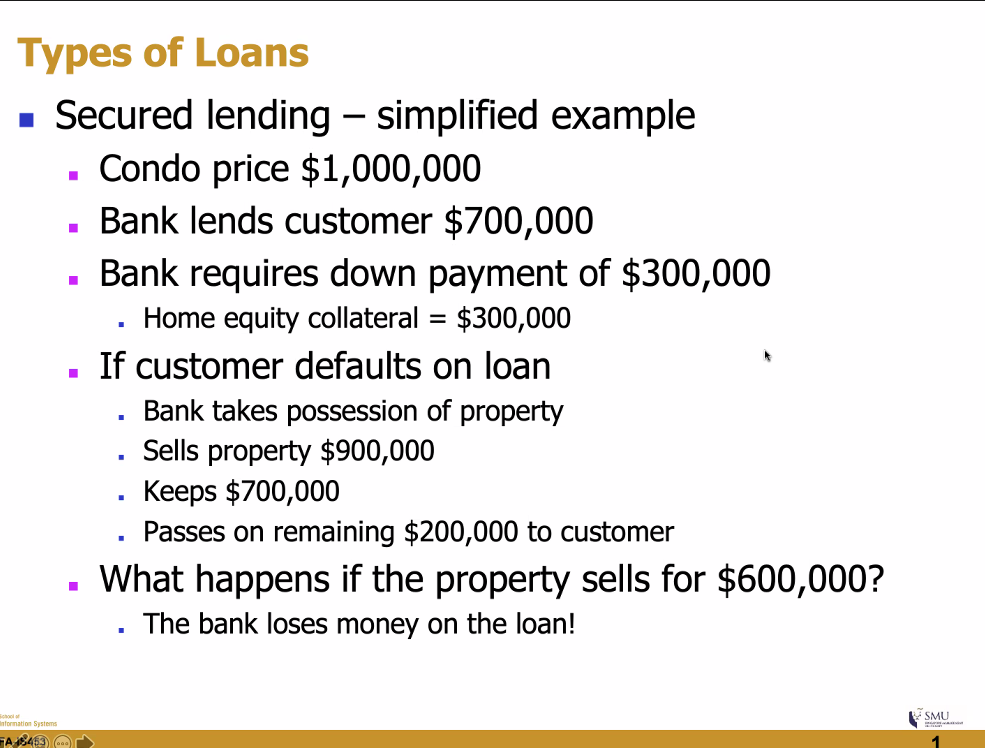 Types of Loans
Secured lending – simplified example
Condo price $1,000,000
Bank lends customer $700,000
Bank requires down payment of $300,000
Home equity collateral = $300,000
If customer defaults on loan
Bank takes possession of property
Sells property $900,000
Keeps $700,000
Passes on remaining $200,000 to customer
What happens if the property sells for $600,000?
The bank loses money on the loan!
School of
Information Systems
SMU
1